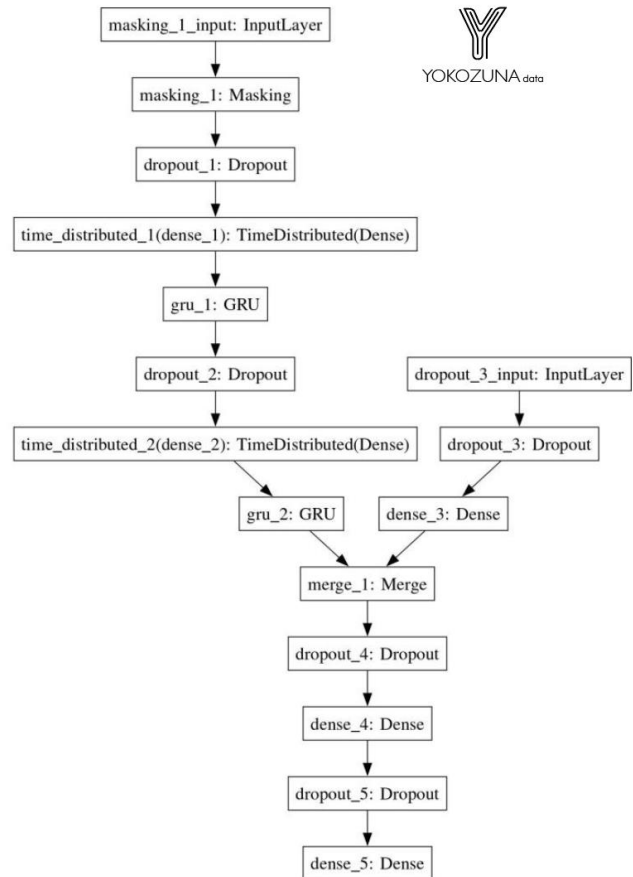 masking_1_input: InputLayer
YOKOZUNA data
masking_1: Masking
dropout_1: Dropout
time_distributed_1(dense_1): TimeDistributed(Dense)
gru_1: GRU
dropout_2: Dropout
dropout_3_input: InputLayer
time_distributed_2(dense_2): TimeDistributed(Dense)
dropout_3: Dropout
gru_2: GRU
dense_3: Dense
merge_1: Merge
dropout_4: Dropout
dense_4: Dense
dropout_5: Dropout
dense_5: Dense